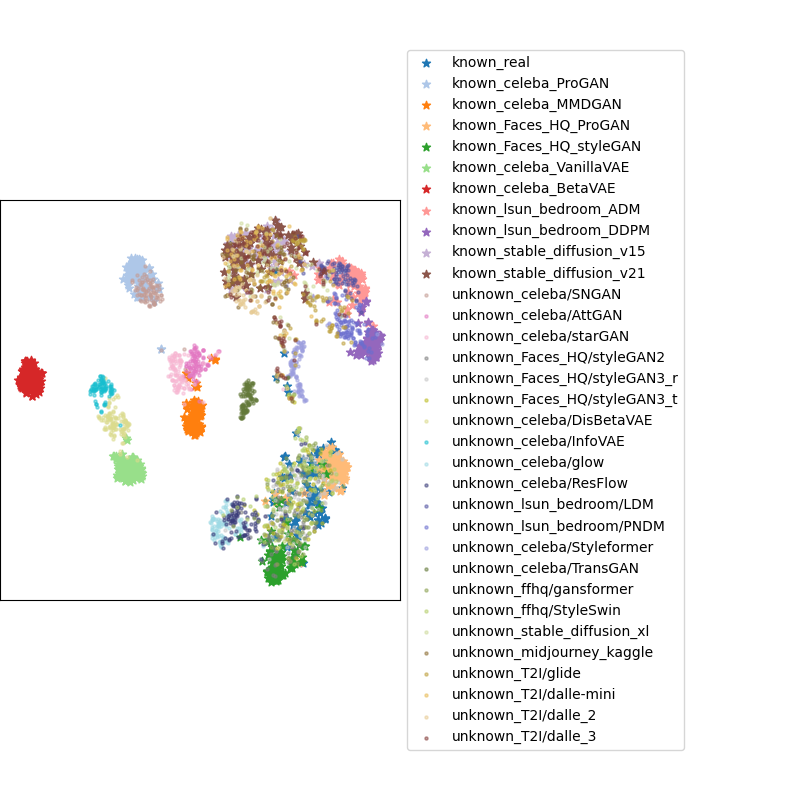 known_real
known_celeba_ProGAN
known_celeba_MMDGAN
known_Faces_HQ_ProGAN
known_Faces_HQ_styleGAN
known_celeba_VanillaVAE
known_celeba_BetaVAE
known_lsun_bedroom_ADM
known_lsun_bedroom_DDPM
known_stable_diffusion_v15
known_stable_diffusion_v21
unknown_celeba/SNGAN
unknown_celeba/AttGAN
unknown_celeba/starGAN
unknown_Faces_HQ/styleGAN2
unknown_Faces_HQ/styleGAN3_r
unknown_Faces_HQ/styleGAN3_t
unknown_celeba/DisBetaVAE
unknown_celeba/InfoVAE
unknown_celeba/glow
unknown_celeba/ResFlow
unknown_lsun_bedroom/LDM
unknown_lsun_bedroom/PNDM
unknown_celeba/Styleformer
unknown_celeba/TransGAN
unknown_ffhq/gansformer
unknown_ffhq/StyleSwin
unknown_stable_diffusion_xl
unknown_midjourney_kaggle
unknown_T2I/glide
unknown_T2I/dalle-mini
unknown_T2I/dalle_2
unknown_T2I/dalle_3